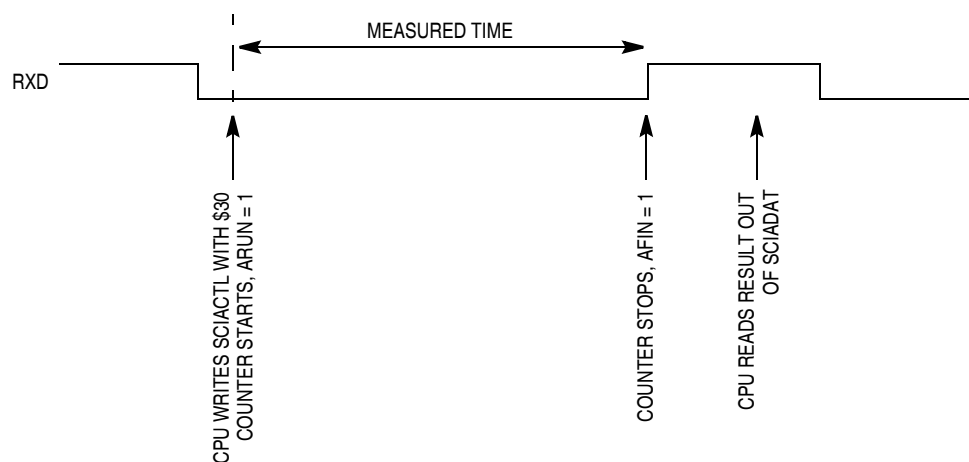 MEASURED TIME
RXD
CPU WRITES SCIACTL WITH $30
COUNTER STARTS, ARUN = 1
COUNTER STOPS, AFIN = 1
CPU READS RESULT OUT
OF SCIADAT